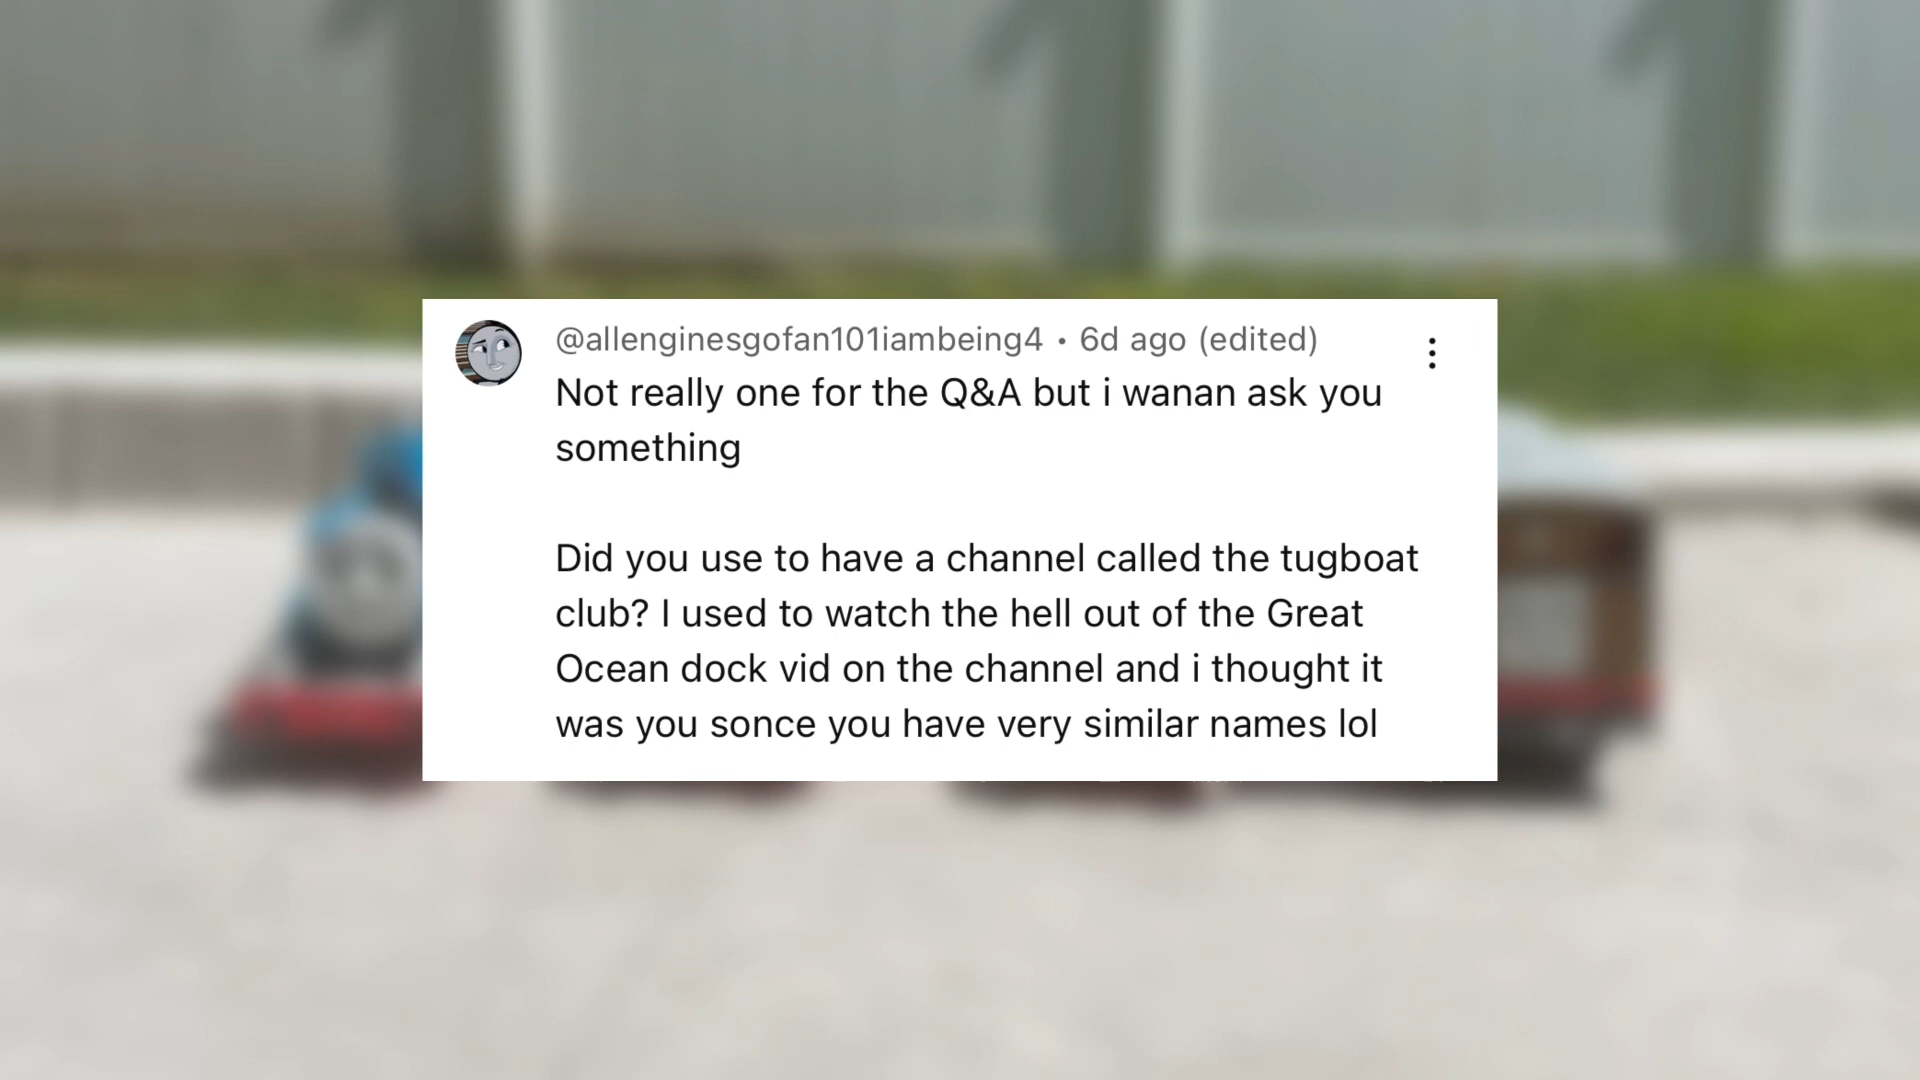 @allenginesgofan101iambeing4 • 6d ago (edited)
Not really one for the Q&A but i wanan ask you
something
Did you use to have a channel called the tugboat
club? I used to watch the hell out of the Great
Ocean dock vid on the channel and i thought it
was you sonce you have very similar names lol